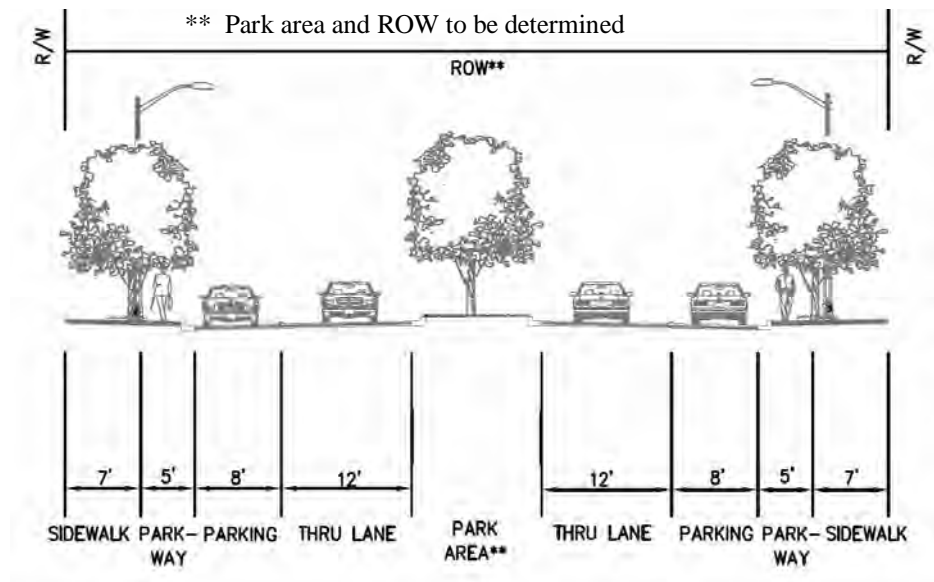 ** Park area and ROW to be determined
R/W
R/W
ROW**
7' 5' 8' 12' 12' 8' 5' 7'
SIDEWALK PARK- PARKING THRU LANE PARK THRU LANE PARKING PARK- SIDEWALK
WAY AREA** WAY